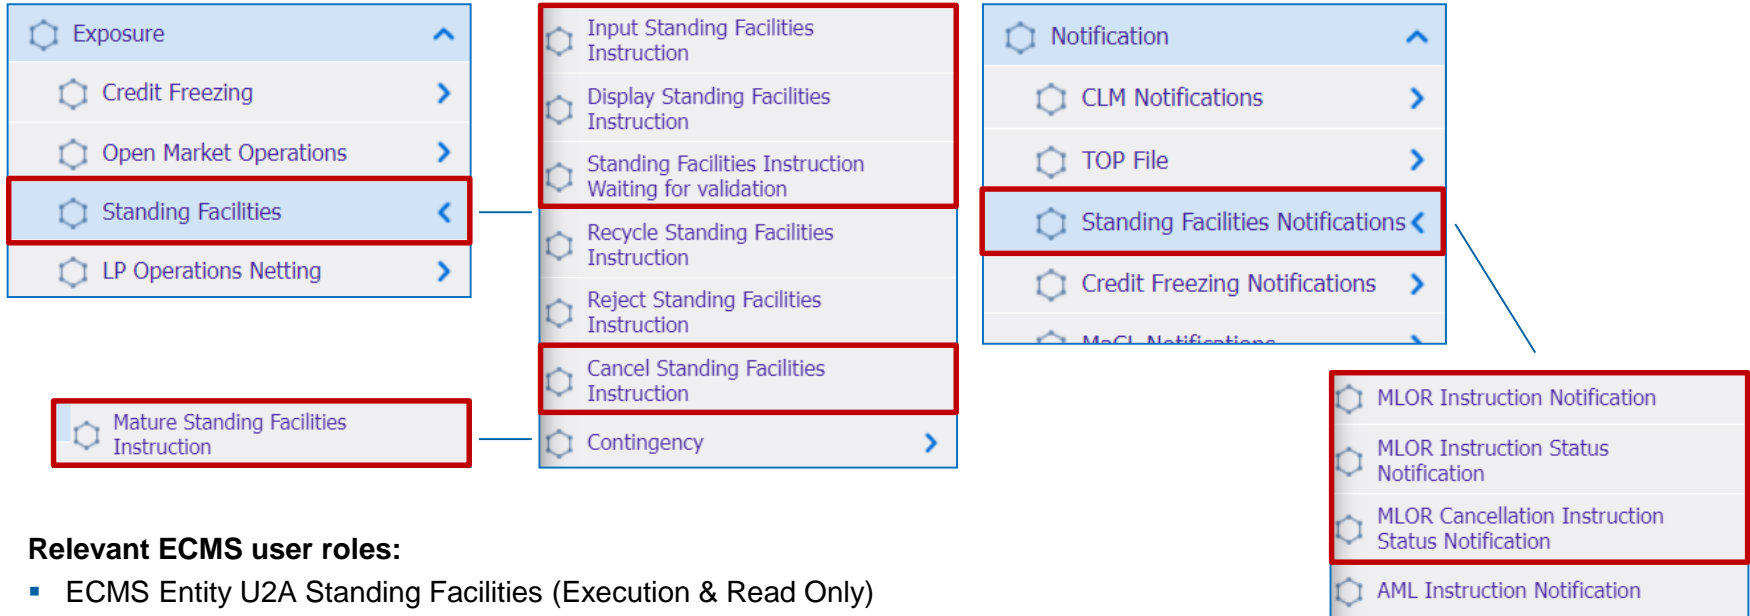 Exposure
Credit Freezing
Open Market Operations
Standing Facilities
LP Operations Netting
Input Standing Facilities
Instruction
Display Standing Facilities
Instruction
Standing Facilities Instruction
Waiting for validation
Recycle Standing Facilities
Instruction
Reject Standing Facilities
Instruction
Cancel Standing Facilities
Instruction
Contingency
Mature Standing Facilities
Instruction
Notification
CLM Notifications
TOP File
Standing Facilities Notifications
Credit Freezing Notifications
MaCL Notifications
MLOR Instruction Notification
MLOR Instruction Status
Notification
MLOR Cancellation Instruction
Status Notification
AML Instruction Notification
Relevant ECMS user roles:
▪ ECMS Entity U2A Standing Facilities (Execution & Read Only)